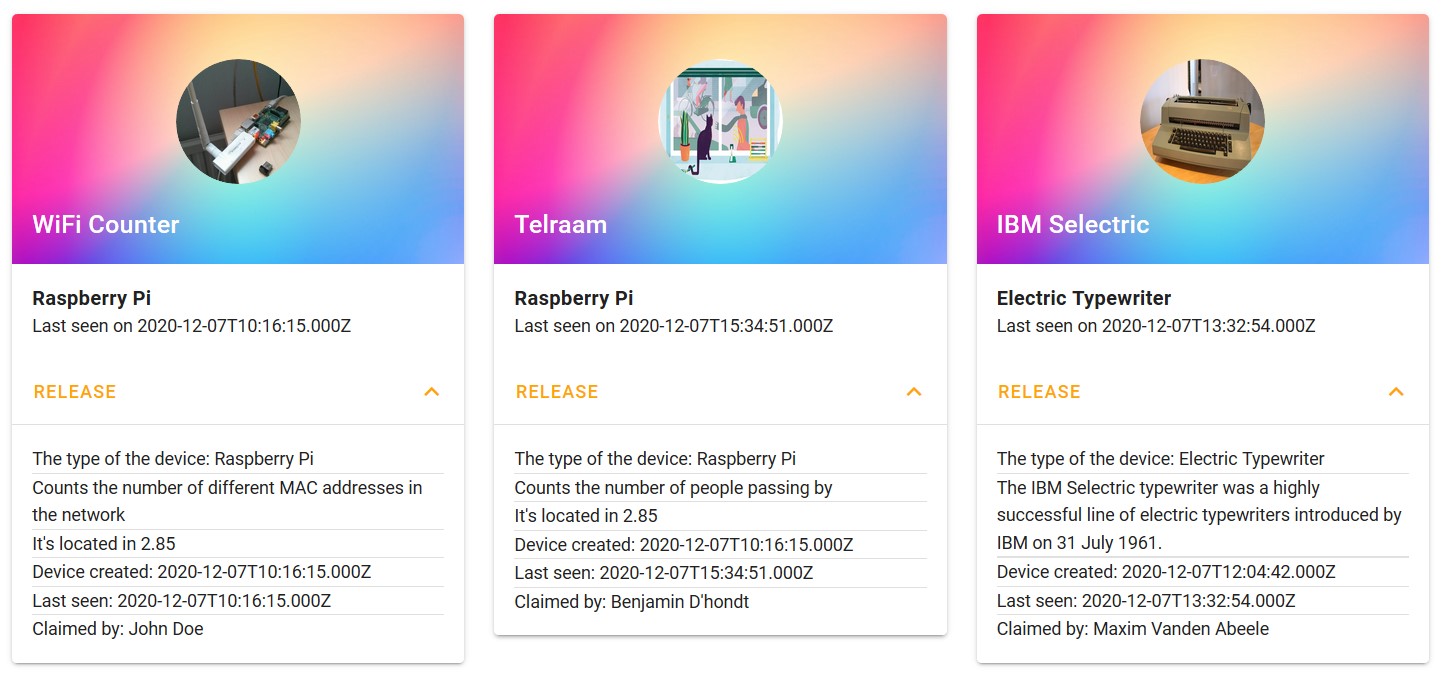 WiFi Counter
Raspberry Pi
Last seen on 2020-12-07T10:16:15.000Z
RELEASE
The type of the device: Raspberry Pi
Counts the number of different MAC addresses in
the network
It's located in 2.85
Device created: 2020-12-07T10:16:15.000Z
Last seen: 2020-12-07T10:16:15.000Z
Claimed by: John Doe
Telraam
Raspberry Pi
Last seen on 2020-12-07T15:34:51.000Z
RELEASE
The type of the device: Raspberry Pi
Counts the number of people passing by
It's located in 2.85
Device created: 2020-12-07T10:16:15.000Z
Last seen: 2020-12-07T15:34:51.000Z
Claimed by: Benjamin D'hondt
IBM Selectric
Electric Typewriter
Last seen on 2020-12-07T13:32:54.000Z
RELEASE
The type of the device: Electric Typewriter
The IBM Selectric typewriter was a highly
successful line of electric typewriters introduced by
IBM on 31 July 1961.
Device created: 2020-12-07T12:04:42.000Z
Last seen: 2020-12-07T13:32:54.000Z
Claimed by: Maxim Vanden Abeele